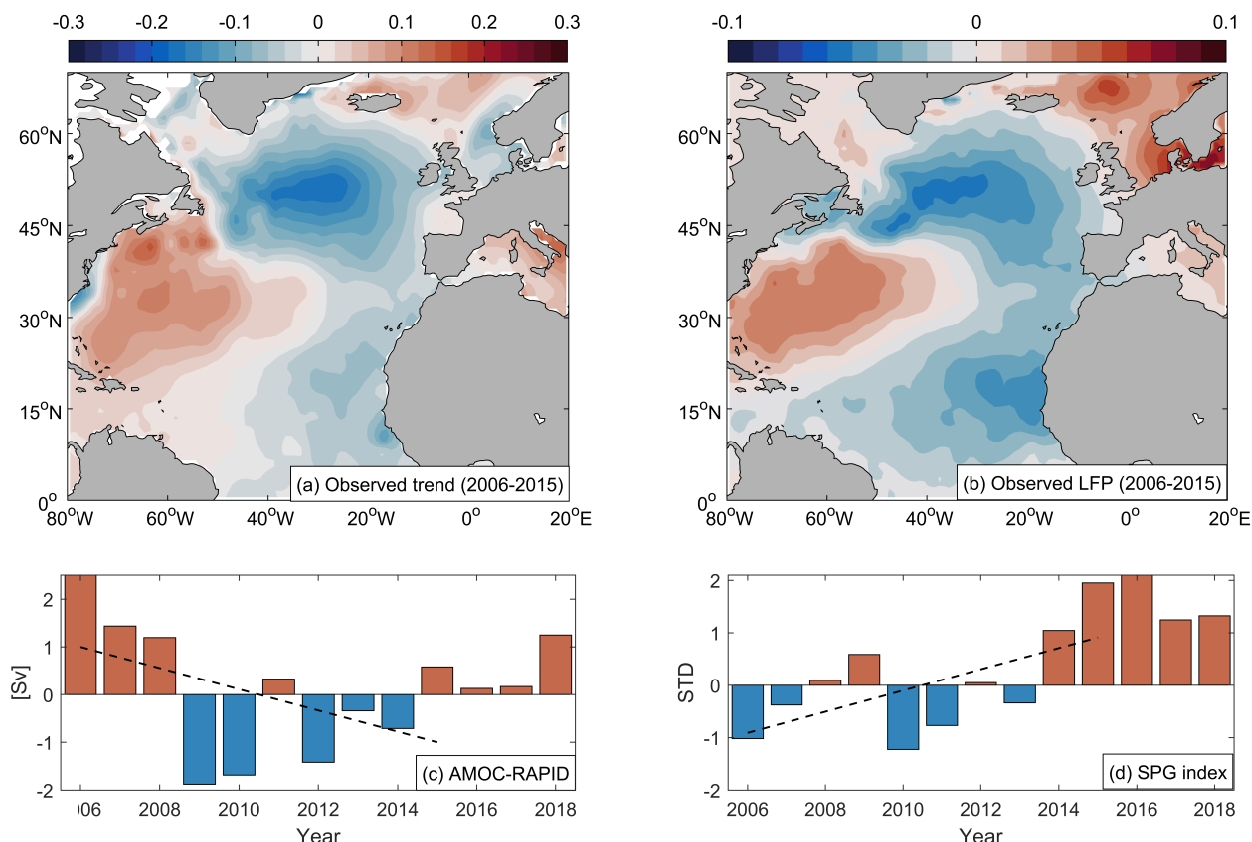 -0.3 -0.2 -0.1 0 0.1 0.2 0.3
-0.1 0 0.1
60°N
45°N
30°N
15°N
0°
80°W 60°W 40°W 20°W 0° 20°E
(a) Observed trend (2006-2015)
60°N
45°N
30°N
15°N
0°
80°W 60°W 40°W 20°W 0° 20°E
(b) Observed LFP (2006-2015)
2
1
0
-1
-2
[Sv]
(c) AMOC-RAPID
06 2008 2010 2012 2014 2016 2018
Year
2
1
0
-1
-2
STD
(d) SPG index
2006 2008 2010 2012 2014 2016 2018
Year